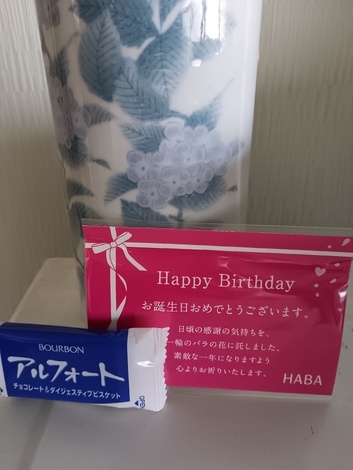 Happy Birthday
お誕生日おめでとうございます。
日頃の感謝の気持ちを、
一輪のバラの花に託しました。
素敵な一年になりますよう
心よりお祈りいたします。
HABA
BOURBON
アルフォート
チョコレート&ダイジェスティブビスケット
OPEN